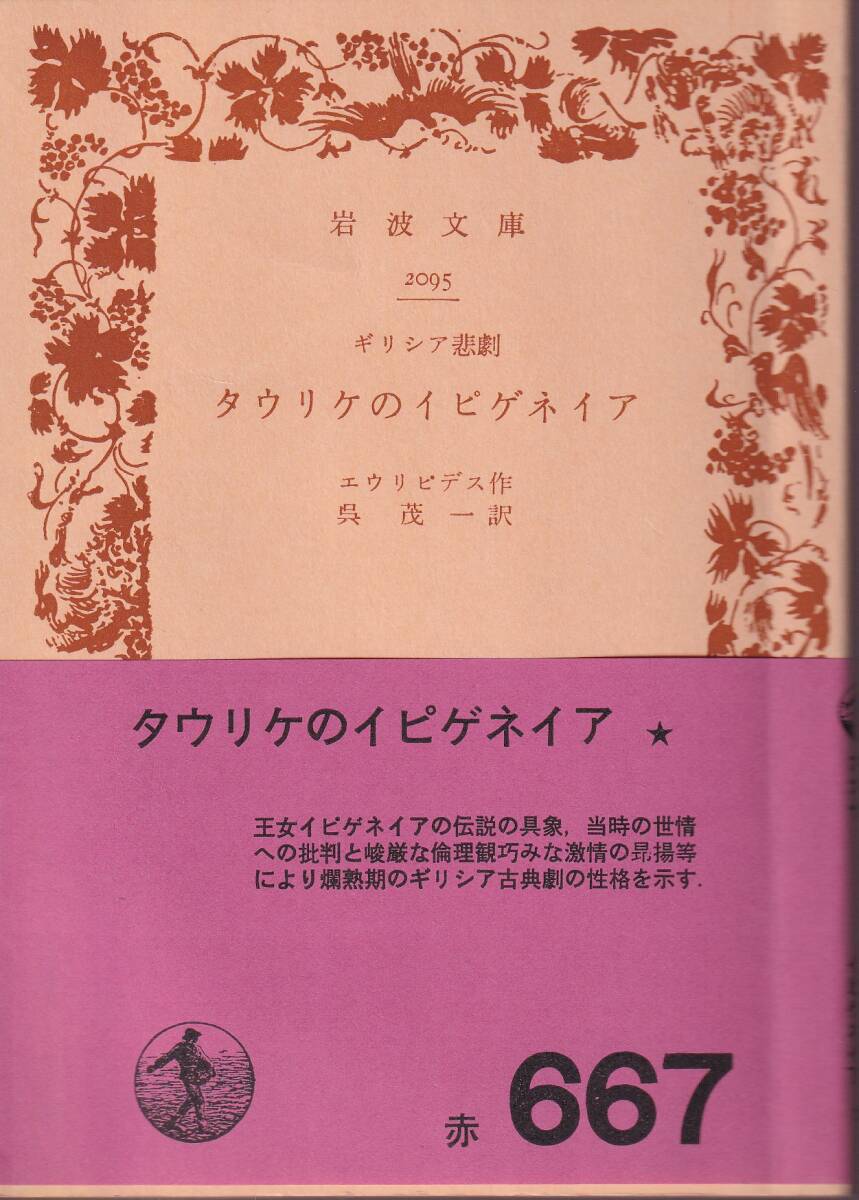 岩波文庫
2095
ギリシア悲劇
タウリケのイピゲネイア
エウリピデス作
呉茂一訳
タウリケのイピゲネイア ★
王女イピゲネイアの伝説の具象, 当時の世情
への批判と峻厳な倫理観巧みな激情の昂揚等
により爛熟期のギリシア古典劇の性格を示す.
赤 667